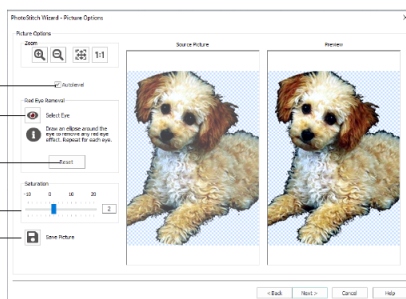 PhotoStitch Wizard - Picture Options
Picture Options
Zoom
1:1
Source Picture
Preview
Autolevel
Red Eye Removal
Select Eye
Draw an ellipse around the
eye to remove any red eye
effect. Repeat for each eye.
Reset
Saturation
-10 0 10 20
2
Save Picture
< Back Next > Cancel Help